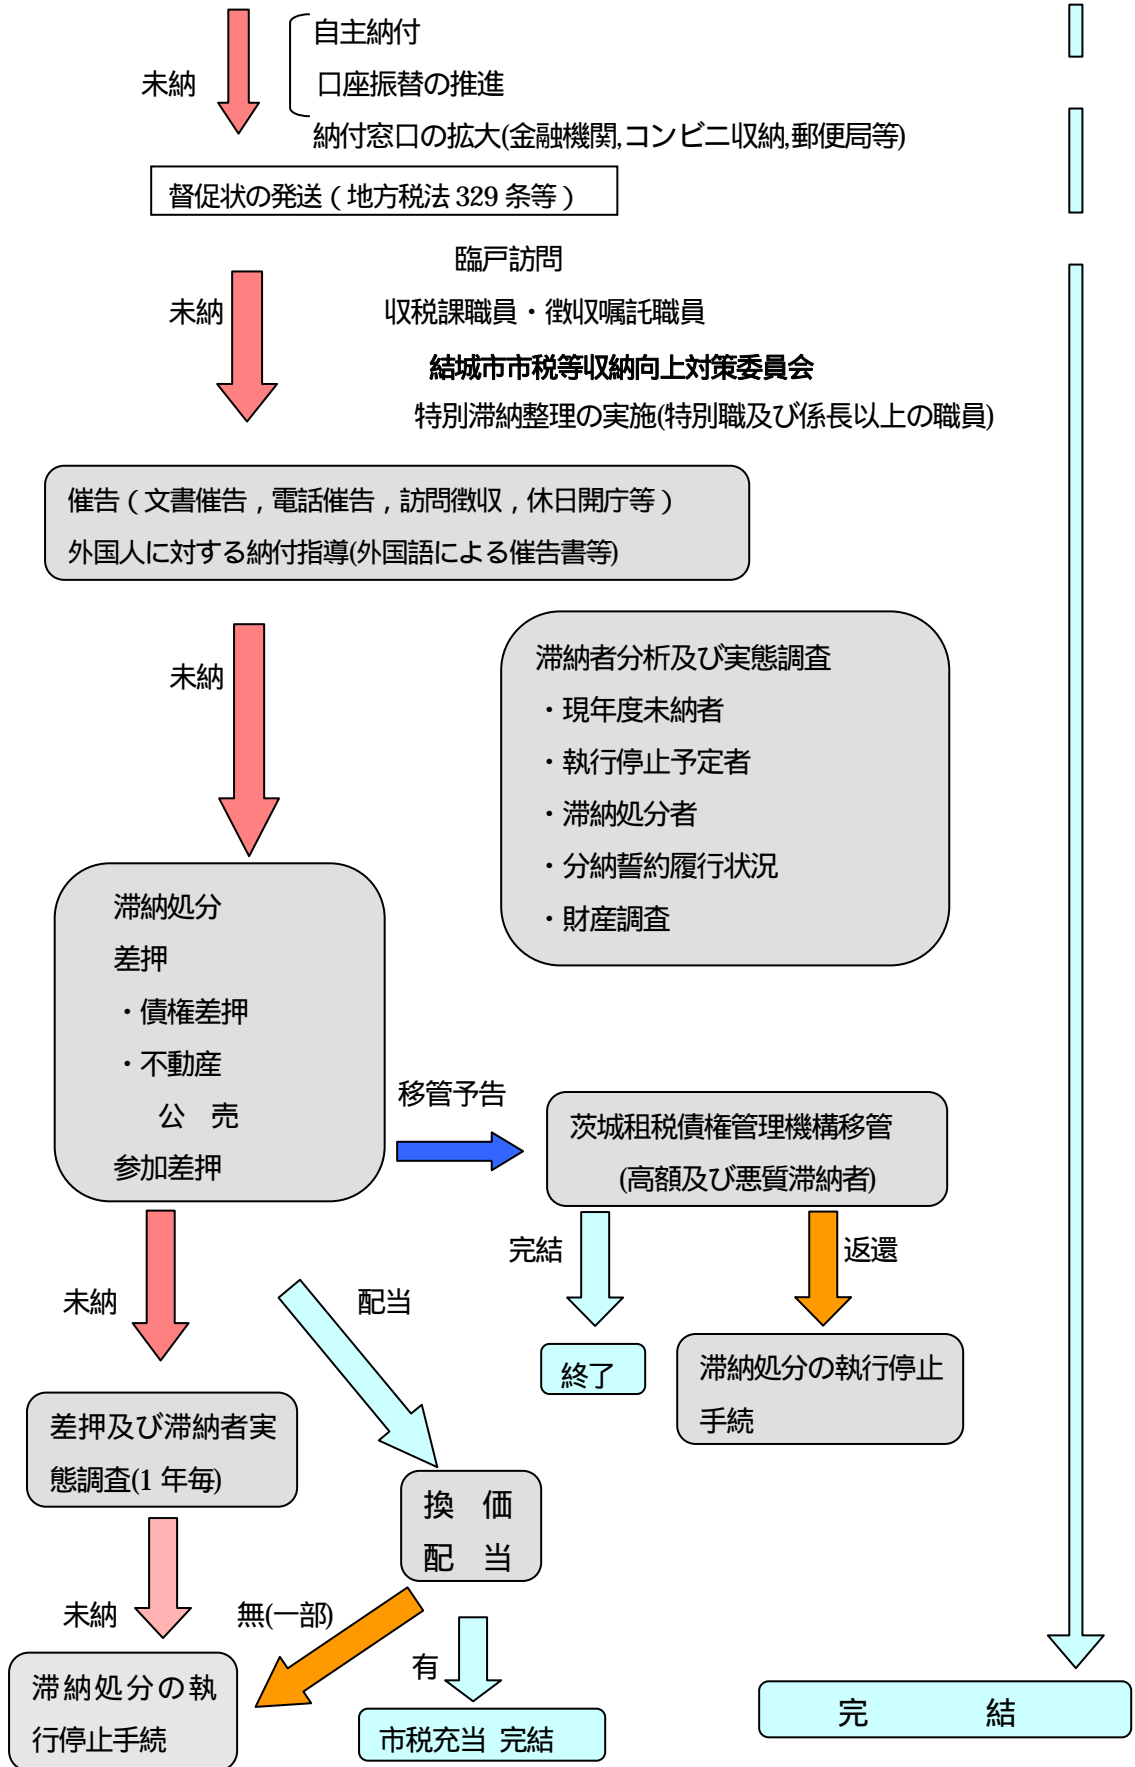 自主納付
未納
口座振替の推進
納付窓口の拡大(金融機関,コンビニ収納,郵便局等)
督促状の発送（地方税法 329 条等）
臨戸訪問
未納
収税課職員・徴収嘱託職員
結城市市税等収納向上対策委員会
特別滞納整理の実施(特別職及び係長以上の職員)
催告（文書催告，電話催告，訪問徴収，休日開庁等）
外国人に対する納付指導(外国語による催告書等)
未納
滞納者分析及び実態調査
・現年度未納者
・執行停止予定者
・滞納処分者
・分納誓約履行状況
・財産調査
滞納処分
差押
・債権差押
・不動産
公　売
参加差押
移管予告
茨城租税債権管理機構移管
(高額及び悪質滞納者)
完結
返還
未納
配当
終了
滞納処分の執行停止
手続
差押及び滞納者実
態調査(1 年毎)
換　価
配　当
未納
無(一部)
有
滞納処分の執
行停止手続
市税充当 完結
完　　　　結